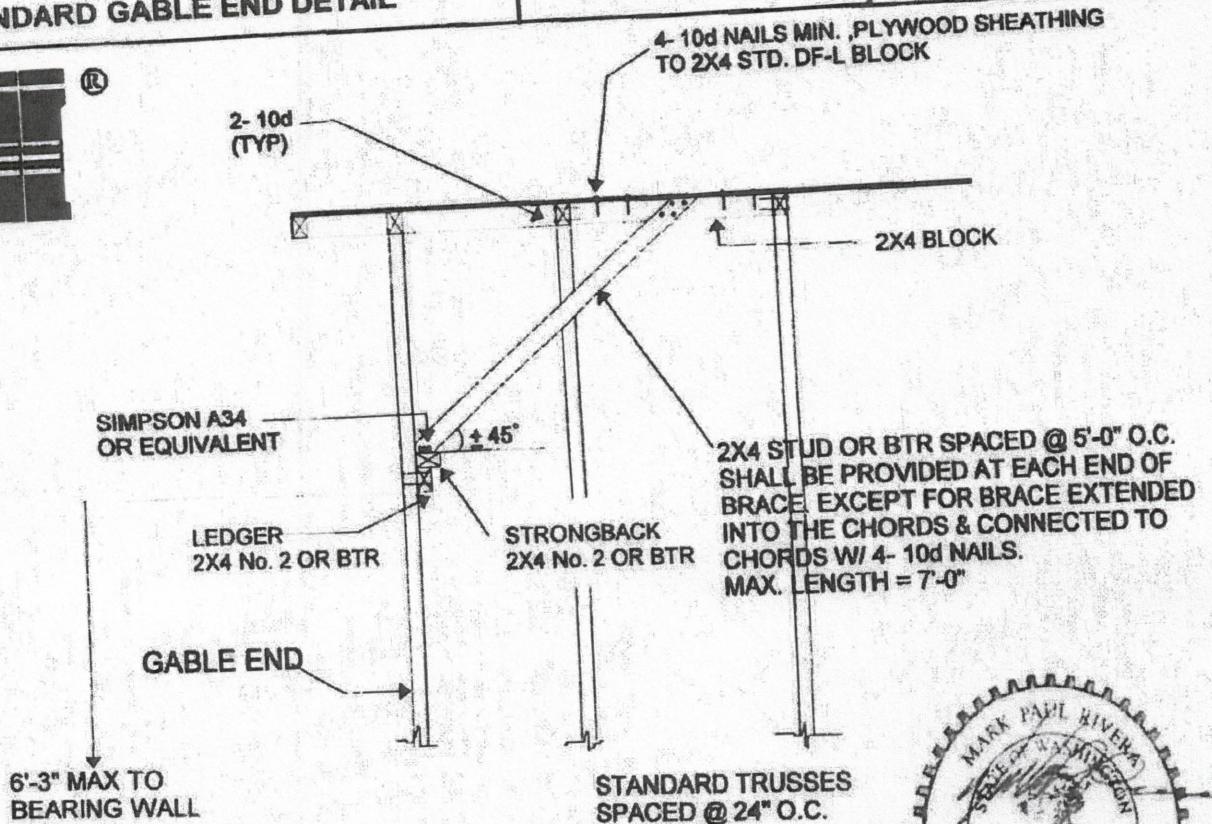 NDARD GABLE END DETAIL
®
4- 10d NAILS MIN. ,PLYWOOD SHEATHING
TO 2X4 STD. DF-L BLOCK
2- 10d
(TYP)
2X4 BLOCK
SIMPSON A34
OR EQUIVALENT
± 45°
2X4 STUD OR BTR SPACED @ 5'-0" O.C.
SHALL BE PROVIDED AT EACH END OF
BRACE EXCEPT FOR BRACE EXTENDED
INTO THE CHORDS & CONNECTED TO
CHORDS W/ 4- 10d NAILS.
MAX. LENGTH = 7'-0"
LEDGER
2X4 No. 2 OR BTR
STRONGBACK
2X4 No. 2 OR BTR
GABLE END
6'-3" MAX TO
BEARING WALL
STANDARD TRUSSES
SPACED @ 24" O.C.
MARK PAUL RIVERA
STATE OF WASHINGTON